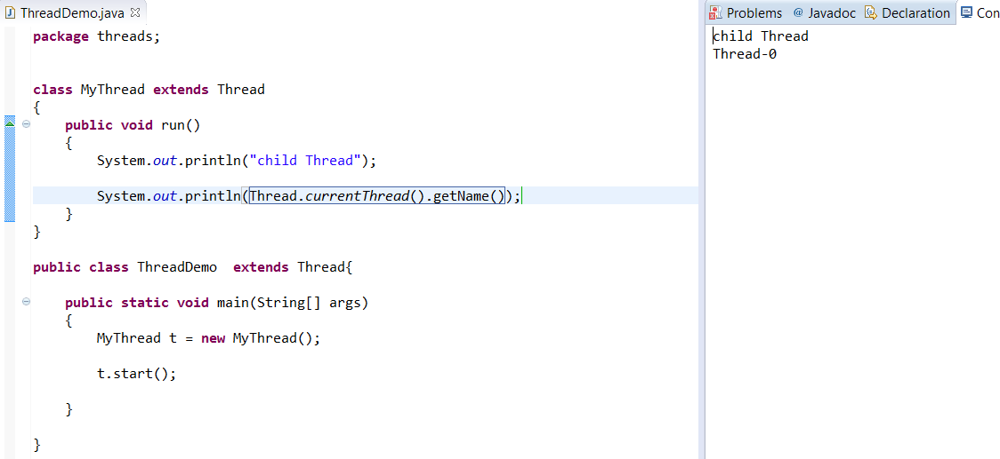 ThreadDemo.java
package threads;
class MyThread extends Thread
{
public void run()
{
System.out.println("child Thread");
System.out.println(Thread.currentThread().getName());
}
}
public class ThreadDemo  extends Thread{
public static void main(String[] args)
{
MyThread t = new MyThread();
t.start();
}
}
Problems @ Javadoc Declaration Con
child Thread
Thread-0